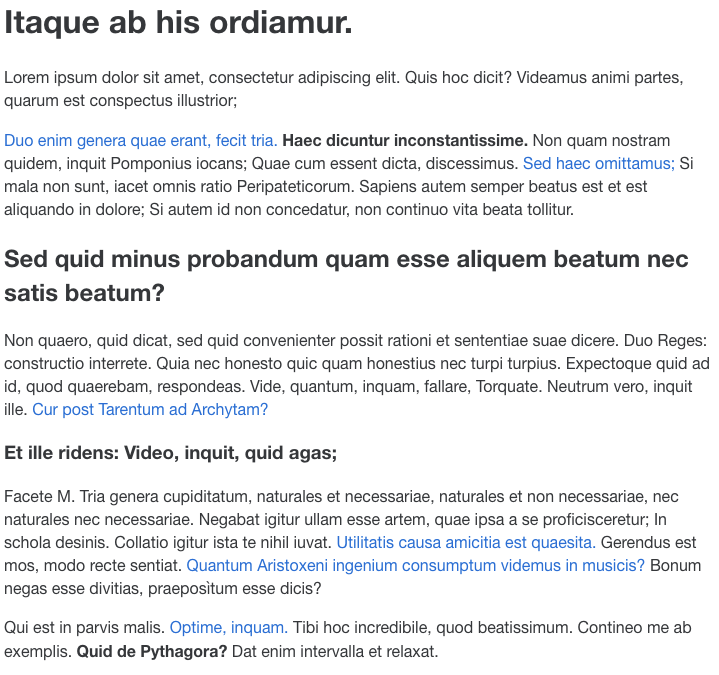 Itaque ab his ordiamur.
Lorem ipsum dolor sit amet, consectetur adipiscing elit. Quis hoc dicit? Videamus animi partes,
quarum est conspectus illustrior;
Duo enim genera quae erant, fecit tria. Haec dicuntur inconstantissime. Non quam nostram
quidem, inquit Pomponius iocans; Quae cum essent dicta, discessimus. Sed haec omittamus; Si
mala non sunt, iacet omnis ratio Peripateticorum. Sapiens autem semper beatus est et est
aliquando in dolore; Si autem id non concedatur, non continuo vita beata tollitur.
Sed quid minus probandum quam esse aliquem beatum nec
satis beatum?
Non quaero, quid dicat, sed quid convenienter possit rationi et sententiae suae dicere. Duo Reges:
constructio interrete. Quia nec honesto quic quam honestius nec turpi turpius. Expectoque quid ad
id, quod quaerebam, respondeas. Vide, quantum, inquam, fallare, Torquate. Neutrum vero, inquit
ille. Cur post Tarentum ad Archytam?
Et ille ridens: Video, inquit, quid agas;
Facete M. Tria genera cupiditatum, naturales et necessariae, naturales et non necessariae, nec
naturales nec necessariae. Negabat igitur ullam esse artem, quae ipsa a se proficisceretur; In
schola desinis. Collatio igitur ista te nihil iuvat. Utilitatis causa amicitia est quaesita. Gerendus est
mos, modo recte sentiat. Quantum Aristoxeni ingenium consumptum videmus in musicis? Bonum
negas esse divitias, praeposìtum esse dicis?
Qui est in parvis malis. Optime, inquam. Tibi hoc incredibile, quod beatissimum. Contineo me ab
exemplis. Quid de Pythagora? Dat enim intervalla et relaxat.